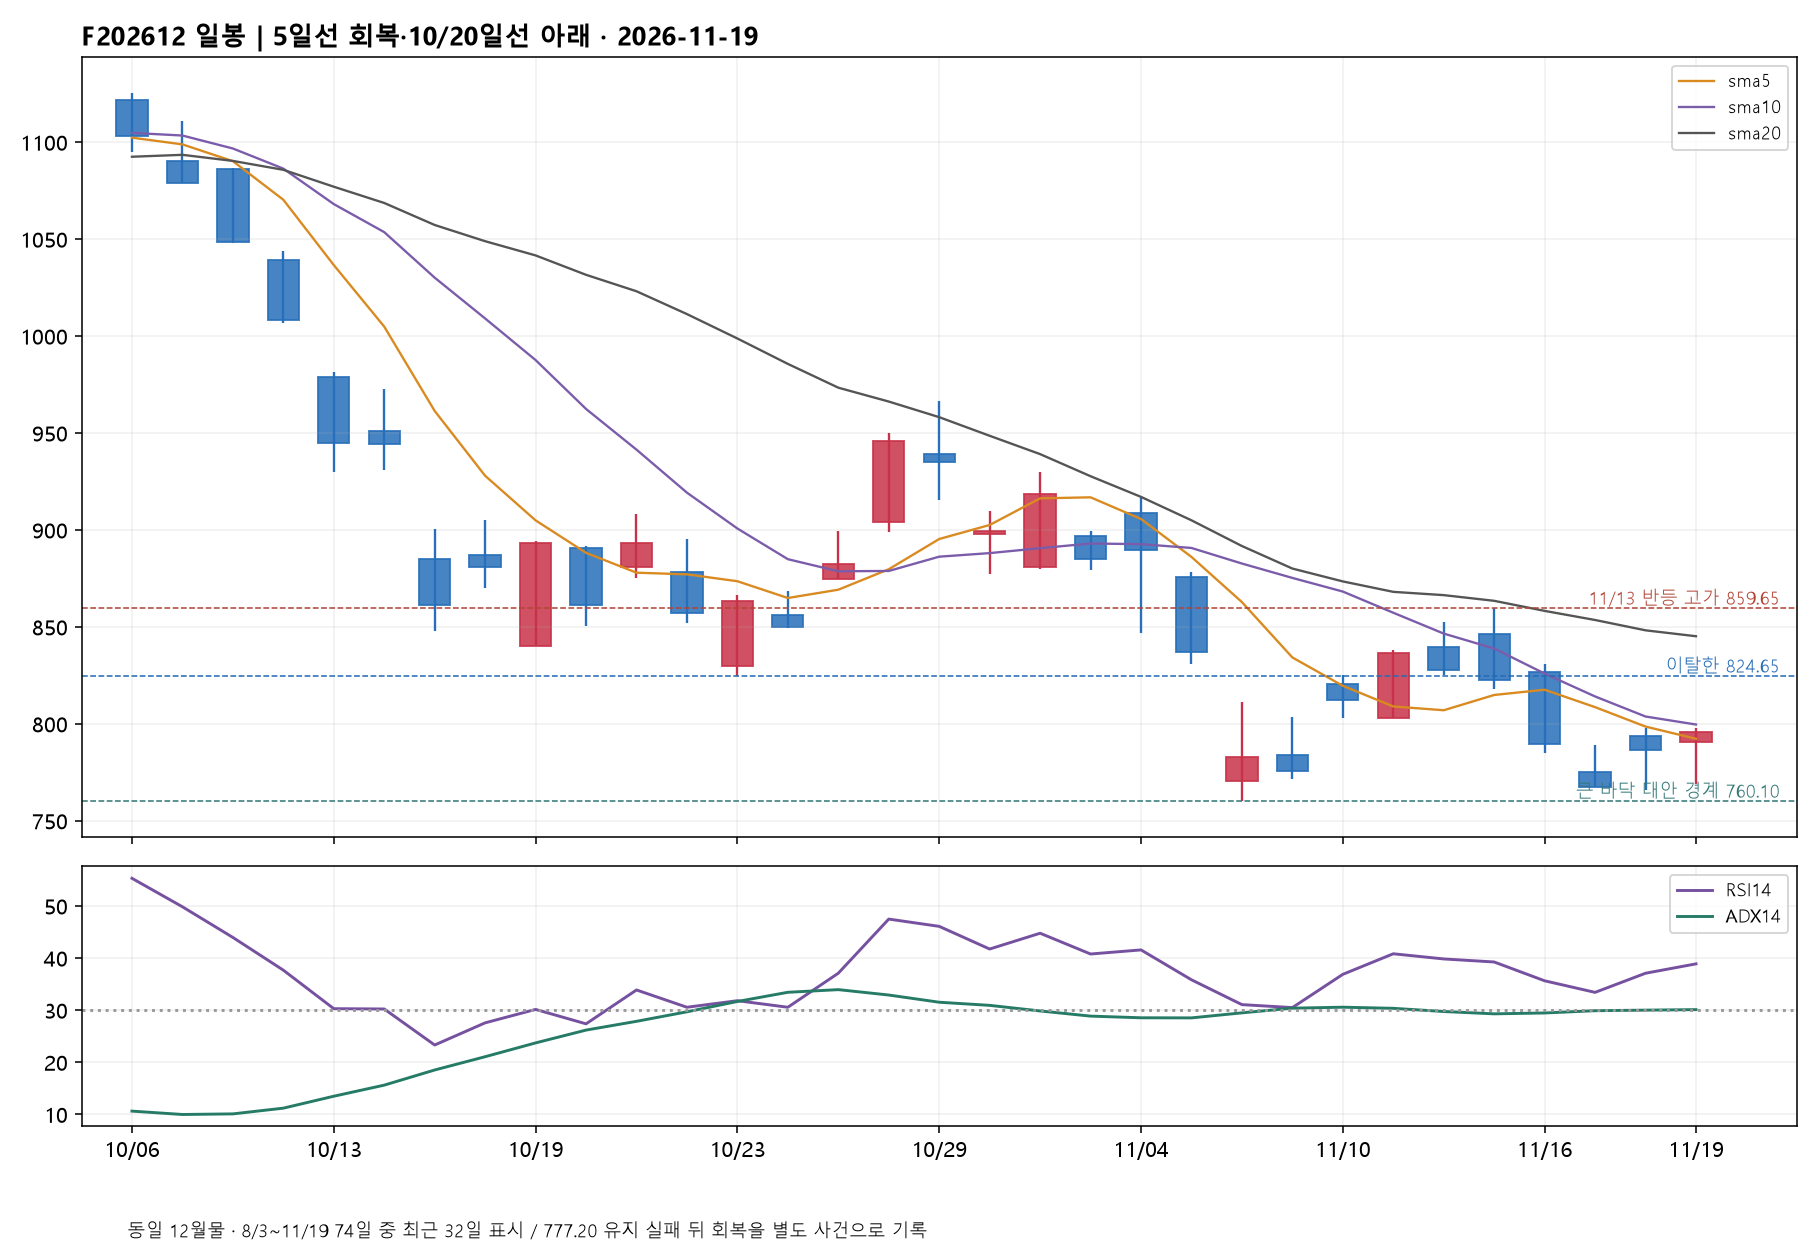 F202612 일봉 | 5일선 회복·10/20일선 아래 · 2026-11-19
sma5
sma10
sma20
1100
1050
1000
950
900
850
800
750
11/13 반등 고가 859.65
이탈한 824.65
큰 바닥 대안 경계 760.10
RSI14
ADX14
50
40
30
20
10
10/06 10/13 10/19 10/23 10/29 11/04 11/10 11/16 11/19
동일 12월물 · 8/3~11/19 74일 중 최근 32일 표시 / 777.20 유지 실패 뒤 회복을 별도 사건으로 기록